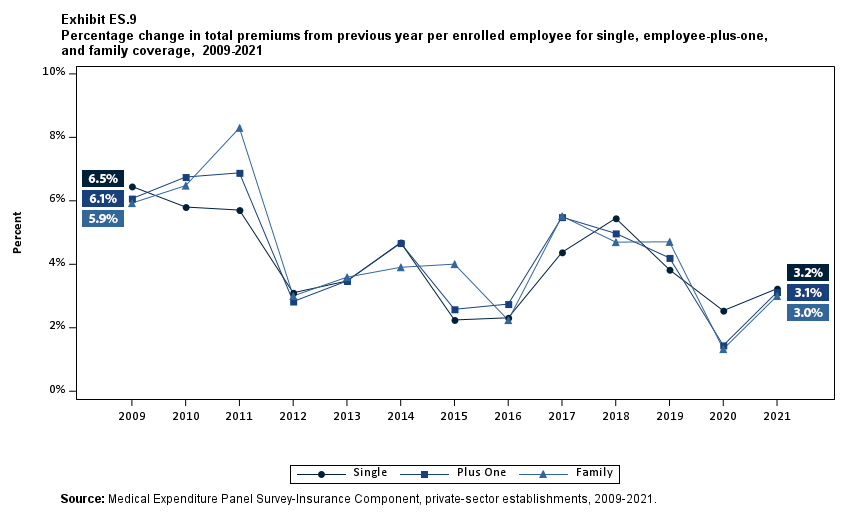 Exhibit ES.9
Percentage change in total premiums from previous year per enrolled employee for single, employee-plus-one,
and family coverage, 2009-2021
10%
8%
6%
4%
2%
0%
Percent
6.5%
6.1%
5.9%
3.2%
3.1%
3.0%
2009 2010 2011 2012 2013 2014 2015 2016 2017 2018 2019 2020 2021
Single Plus One Family
Source: Medical Expenditure Panel Survey-Insurance Component, private-sector establishments, 2009-2021.